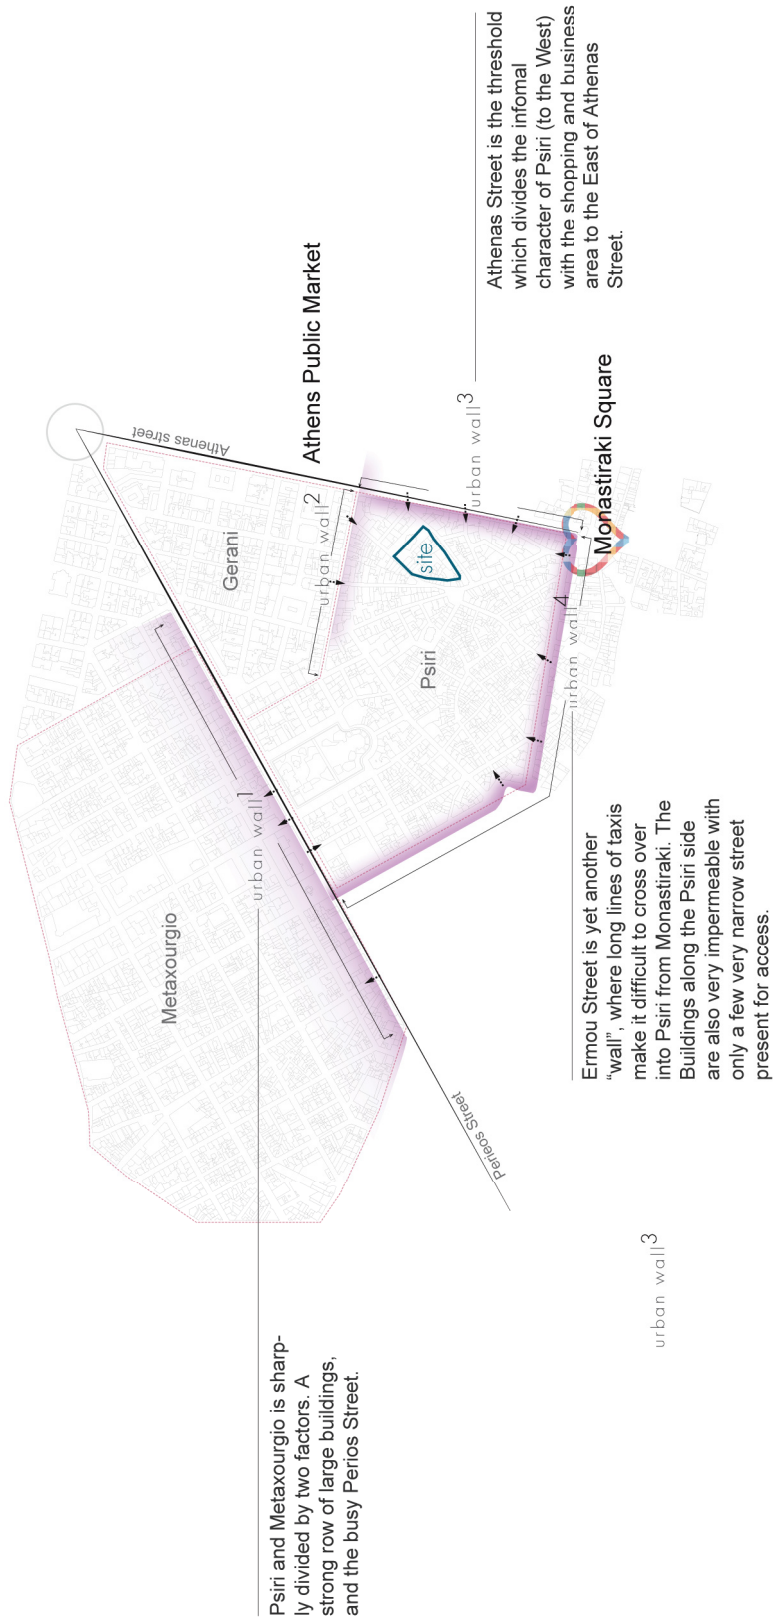 Psiri and Metaxourgio is sharp-
ly divided by two factors. A
strong row of large buildings,
and the busy Perios Street.
Metaxourgio
urban wall1
Gerani
Athenas street
Athens Public Market
urban wall2
Psiri
site
urban wall3
Athenas Street is the threshold
which divides the infomal
character of Psiri (to the West)
with the shopping and business
area to the East of Athenas
Street.
Monastiraki Square
urban wall4
Perieos Street
Ermou Street is yet another
“wall”, where long lines of taxis
make it difficult to cross over
into Psiri from Monastiraki. The
Buildings along the Psiri side
are also very impermeable with
only a few very narrow street
present for access.
urban wall3